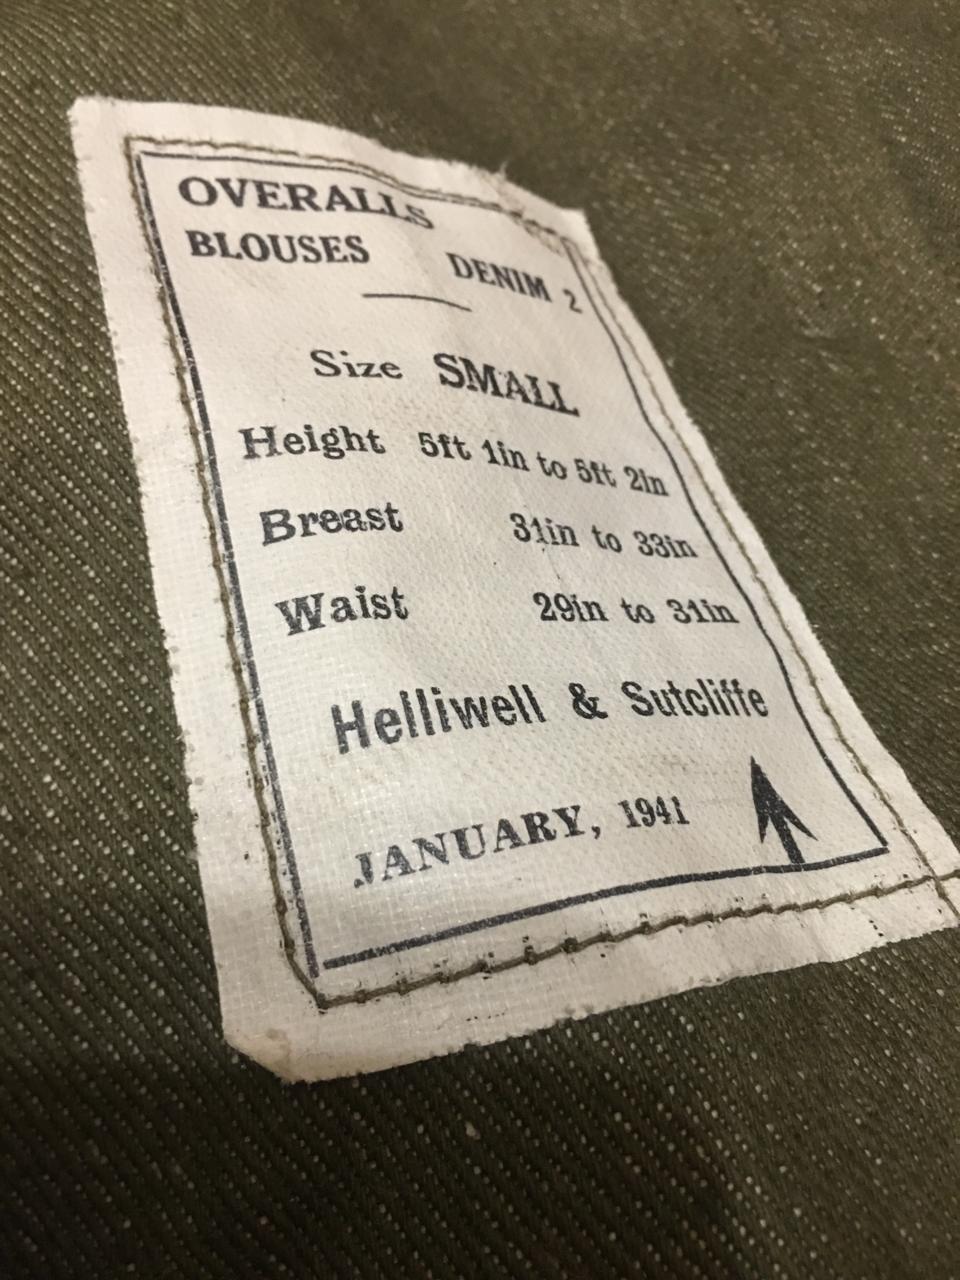 OVERALLS
BLOUSES DENIM 2
Size SMALL
Height 5ft 1in to 5ft 2in
Breast 31in to 33in
Waist 29in to 31in
Helliwell & Sutcliffe
JANUARY, 1941